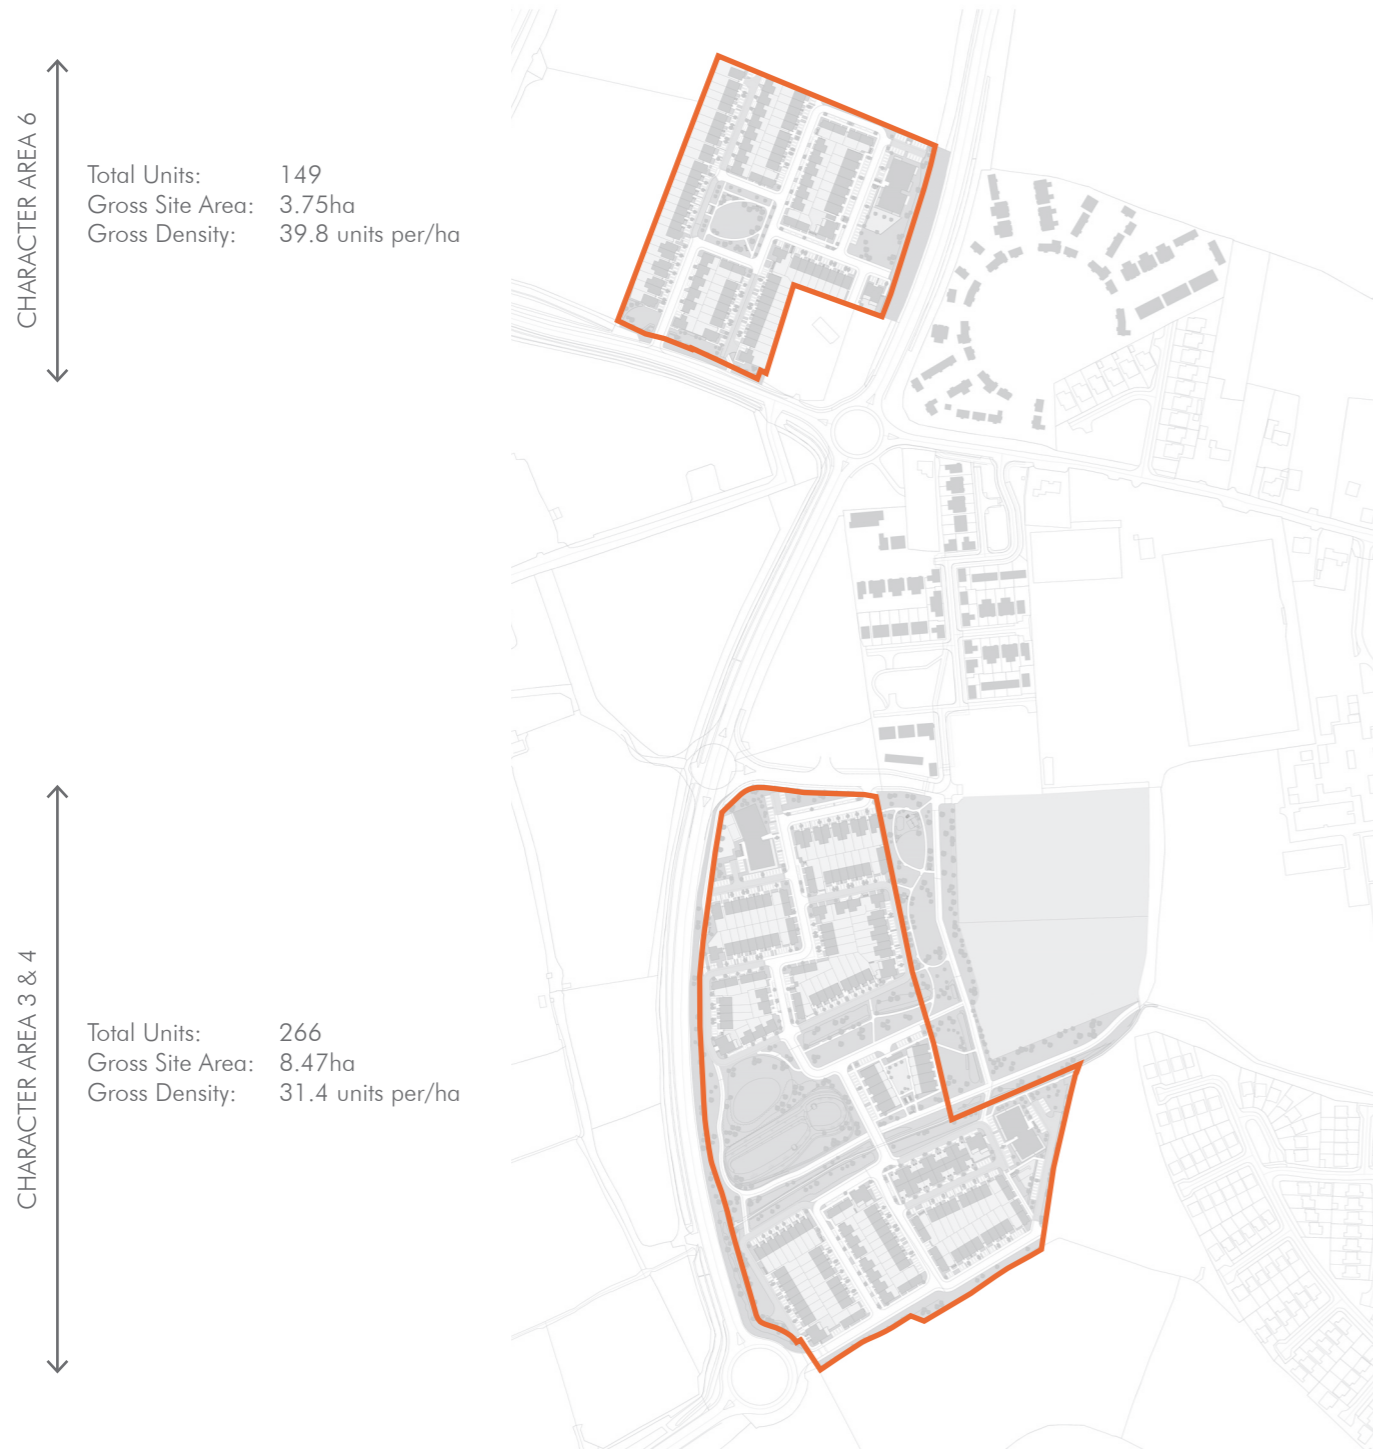 CHARACTER AREA 6
Total Units: 149
Gross Site Area: 3.75ha
Gross Density: 39.8 units per/ha
CHARACTER AREA 3 & 4
Total Units: 266
Gross Site Area: 8.47ha
Gross Density: 31.4 units per/ha